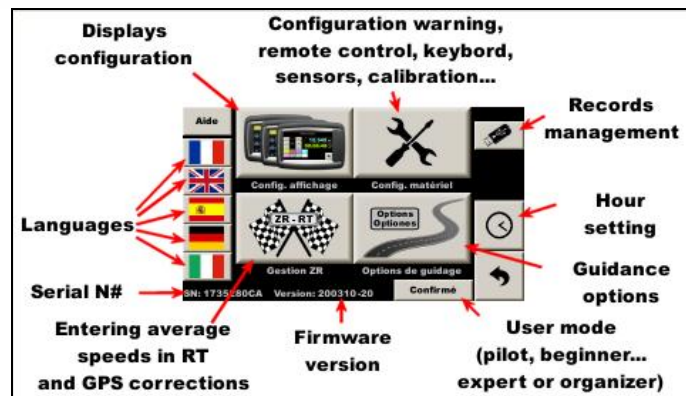 Displays
configuration
Configuration warning,
remote control, keybord,
sensors, calibration...
Records
management
Aide
Config. affichage
Config. matériel
Languages
ZR - RT
Options
Optiones
Hour
setting
Gestion ZR
Options de guidage
Guidance
options
Serial N#
SN: 1735280CA
Version: 200310-20
Confirmé
Entering average
speeds in RT
and GPS corrections
Firmware
version
User mode
(pilot, beginner...
expert or organizer)